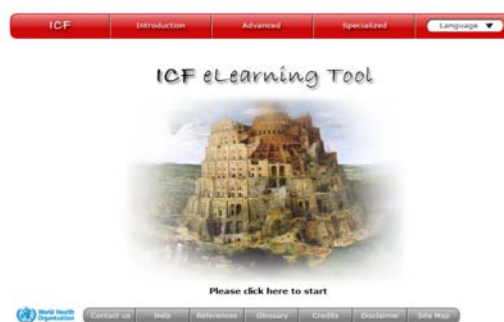 ICF Introduction Advanced Specialized Language ▼
ICF eLearning Tool
Please click here to start
World Health
Organization
Contact us Help References Glossary Credits Disclaimer Site Map